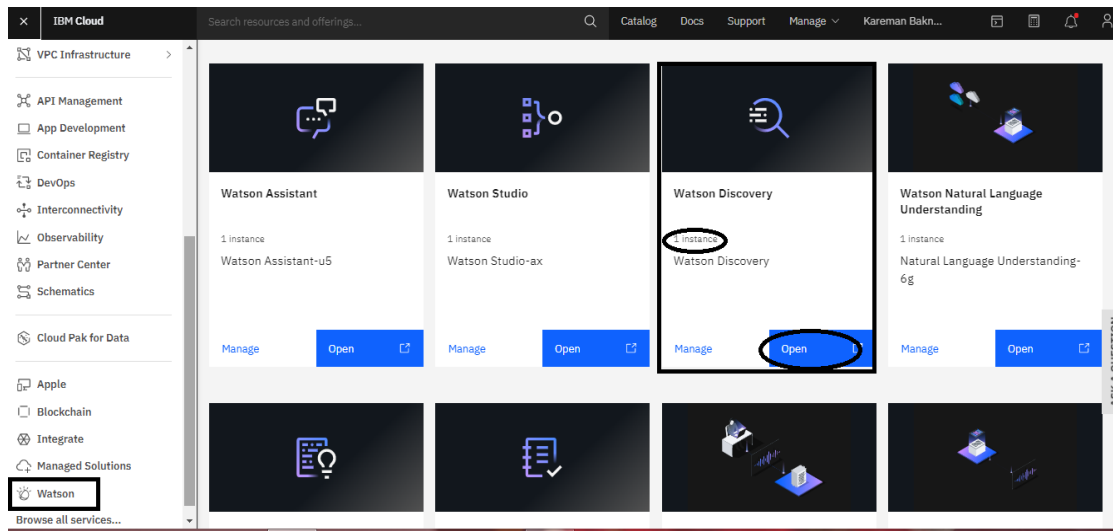 IBM Cloud
Search resources and offerings...
Catalog
Docs
Support
Manage
Kareman Bakn...
VPC Infrastructure
API Management
App Development
Container Registry
DevOps
Interconnectivity
Observability
Partner Center
Schematics
Cloud Pak for Data
Apple
Blockchain
Integrate
Managed Solutions
Watson
Browse all services...
Watson Assistant
1 instance
Watson Assistant-u5
Manage
Open
Watson Studio
1 instance
Watson Studio-ax
Manage
Open
Watson Discovery
1 instance
Watson Discovery
Manage
Open
Watson Natural Language
Understanding
1 instance
Natural Language Understanding-
6g
Manage
Open